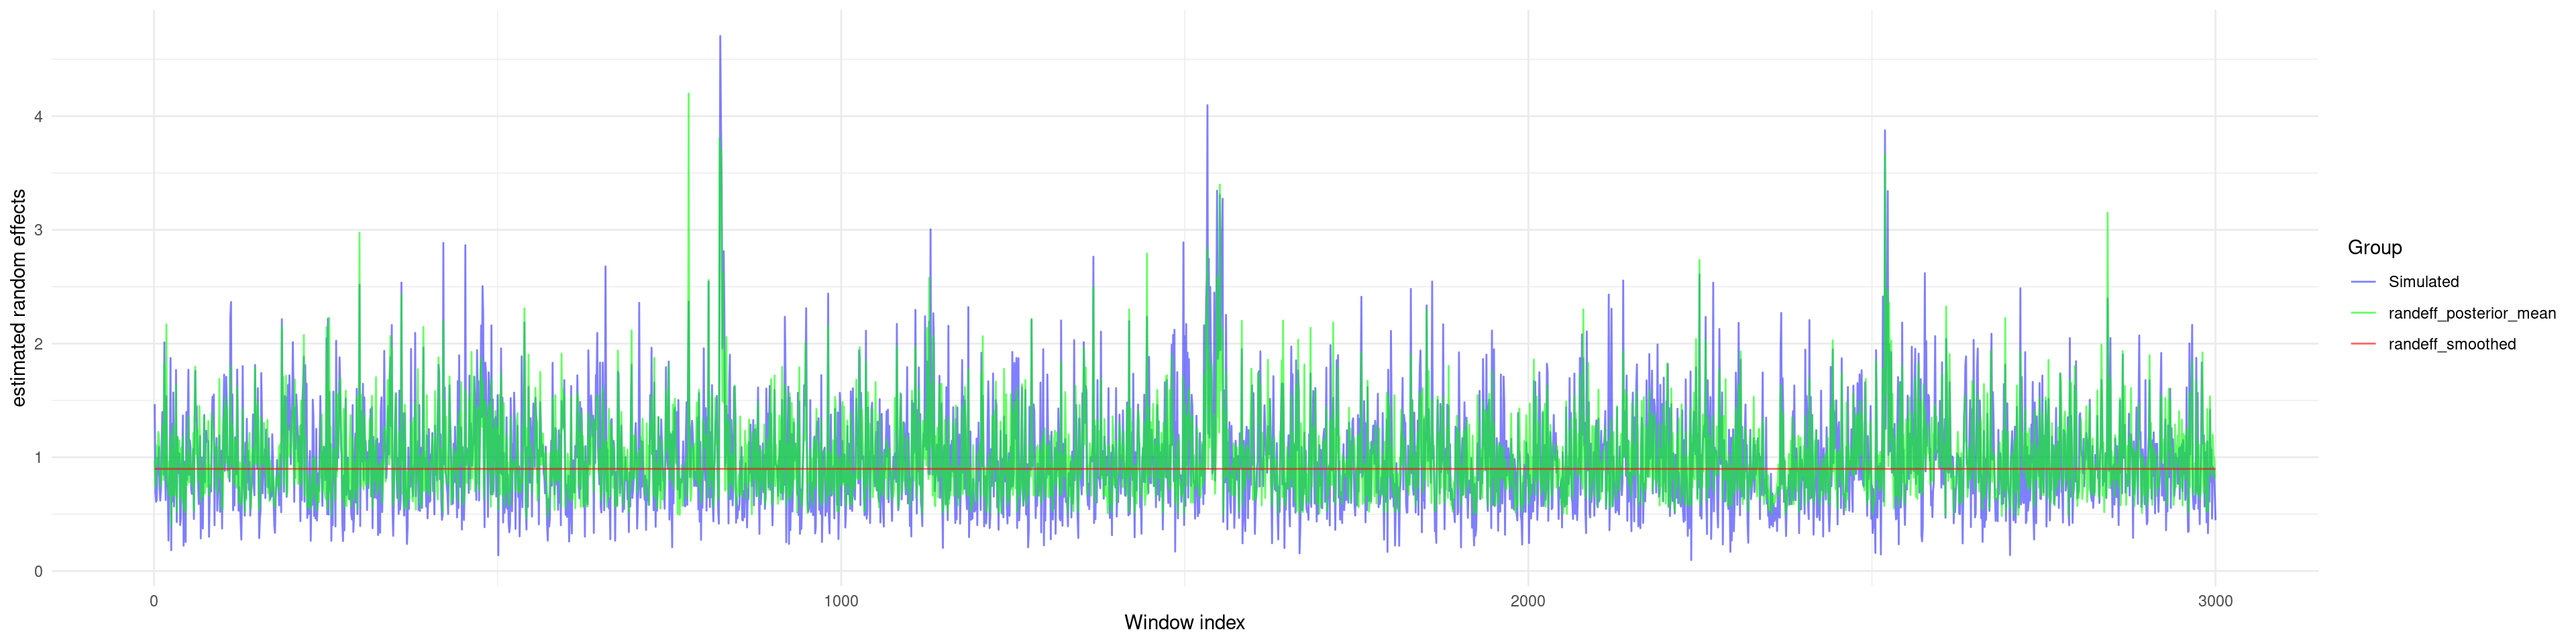 estimated random effects
4
3
2
1
0
0
1000
2000
3000
Window index
Group
Simulated
randeff_posterior_mean
randeff_smoothed